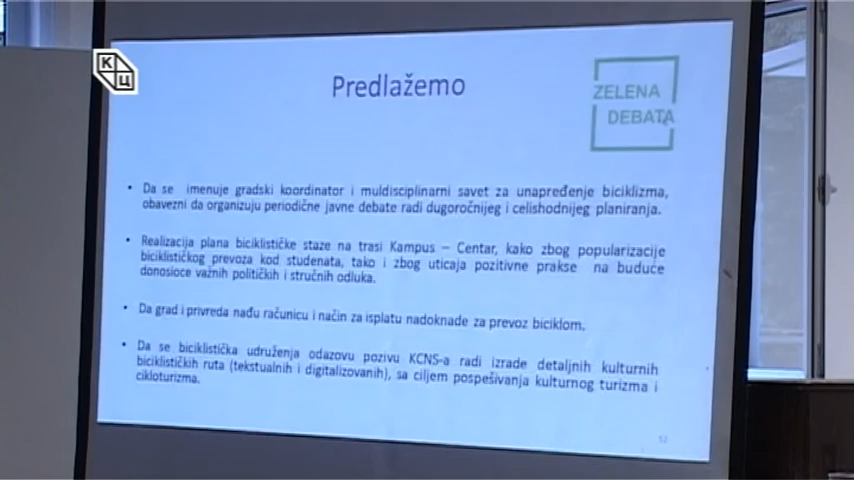 К
Ц
Predlažemo
ZELENA
DEBATA
• Da se imenuje gradski koordinator i muldisciplinarni savet za unapređenje biciklizma,
obavezni da organizuju periodične javne debate radi dugoročnijeg i celishodnijeg planiranja.
• Realizacija plana biciklističke staze na trasi Kampus – Centar, kako zbog popularizacije
biciklističkog prevoza kod studenata, tako i zbog uticaja pozitivne prakse na buduće
donosioce važnih političkih i stručnih odluka.
• Da grad i privreda nađu računicu i način za isplatu nadoknade za prevoz biciklom.
• Da se biciklistička udruženja odazovu pozivu KCNS-a radi izrade detaljnih kulturnih
biciklističkih ruta (tekstualnih i digitalizovanih), sa ciljem pospešivanja kulturnog turizma i
cikloturizma.